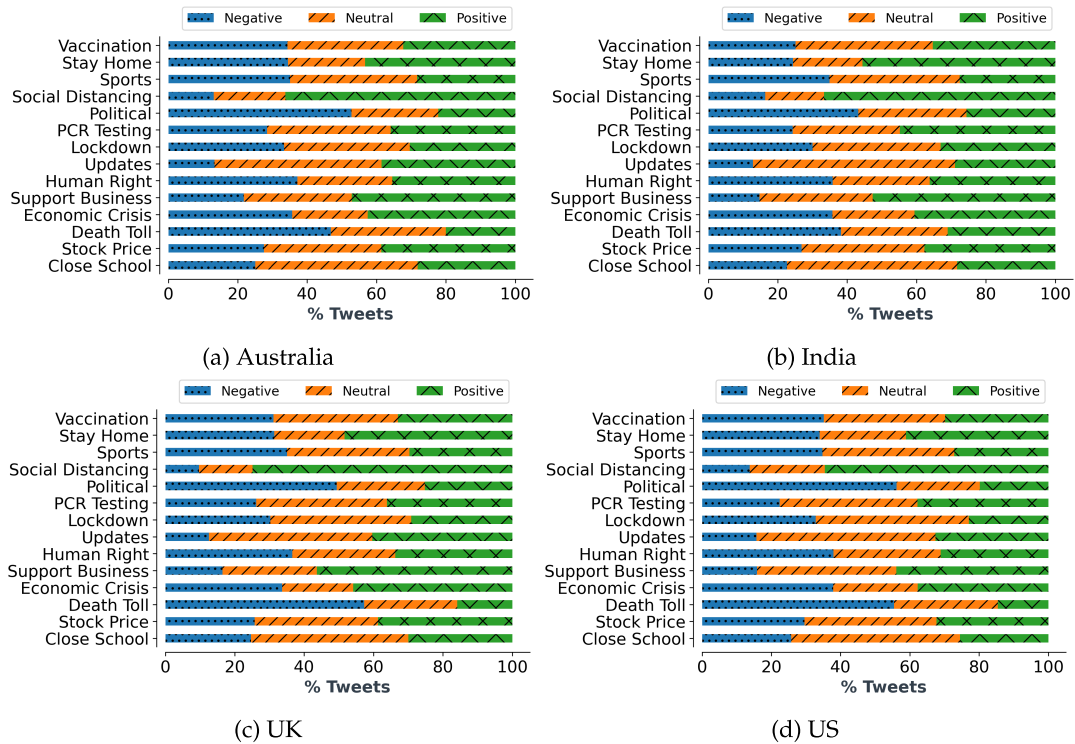 Negative Neutral Positive
Vaccination
Stay Home
Sports
Social Distancing
Political
PCR Testing
Lockdown
Updates
Human Right
Support Business
Economic Crisis
Death Toll
Stock Price
Close School
0 20 40 60 80 100
% Tweets
(a) Australia
Negative Neutral Positive
Vaccination
Stay Home
Sports
Social Distancing
Political
PCR Testing
Lockdown
Updates
Human Right
Support Business
Economic Crisis
Death Toll
Stock Price
Close School
0 20 40 60 80 100
% Tweets
(b) India
Negative Neutral Positive
Vaccination
Stay Home
Sports
Social Distancing
Political
PCR Testing
Lockdown
Updates
Human Right
Support Business
Economic Crisis
Death Toll
Stock Price
Close School
0 20 40 60 80 100
% Tweets
(c) UK
Negative Neutral Positive
Vaccination
Stay Home
Sports
Social Distancing
Political
PCR Testing
Lockdown
Updates
Human Right
Support Business
Economic Crisis
Death Toll
Stock Price
Close School
0 20 40 60 80 100
% Tweets
(d) US